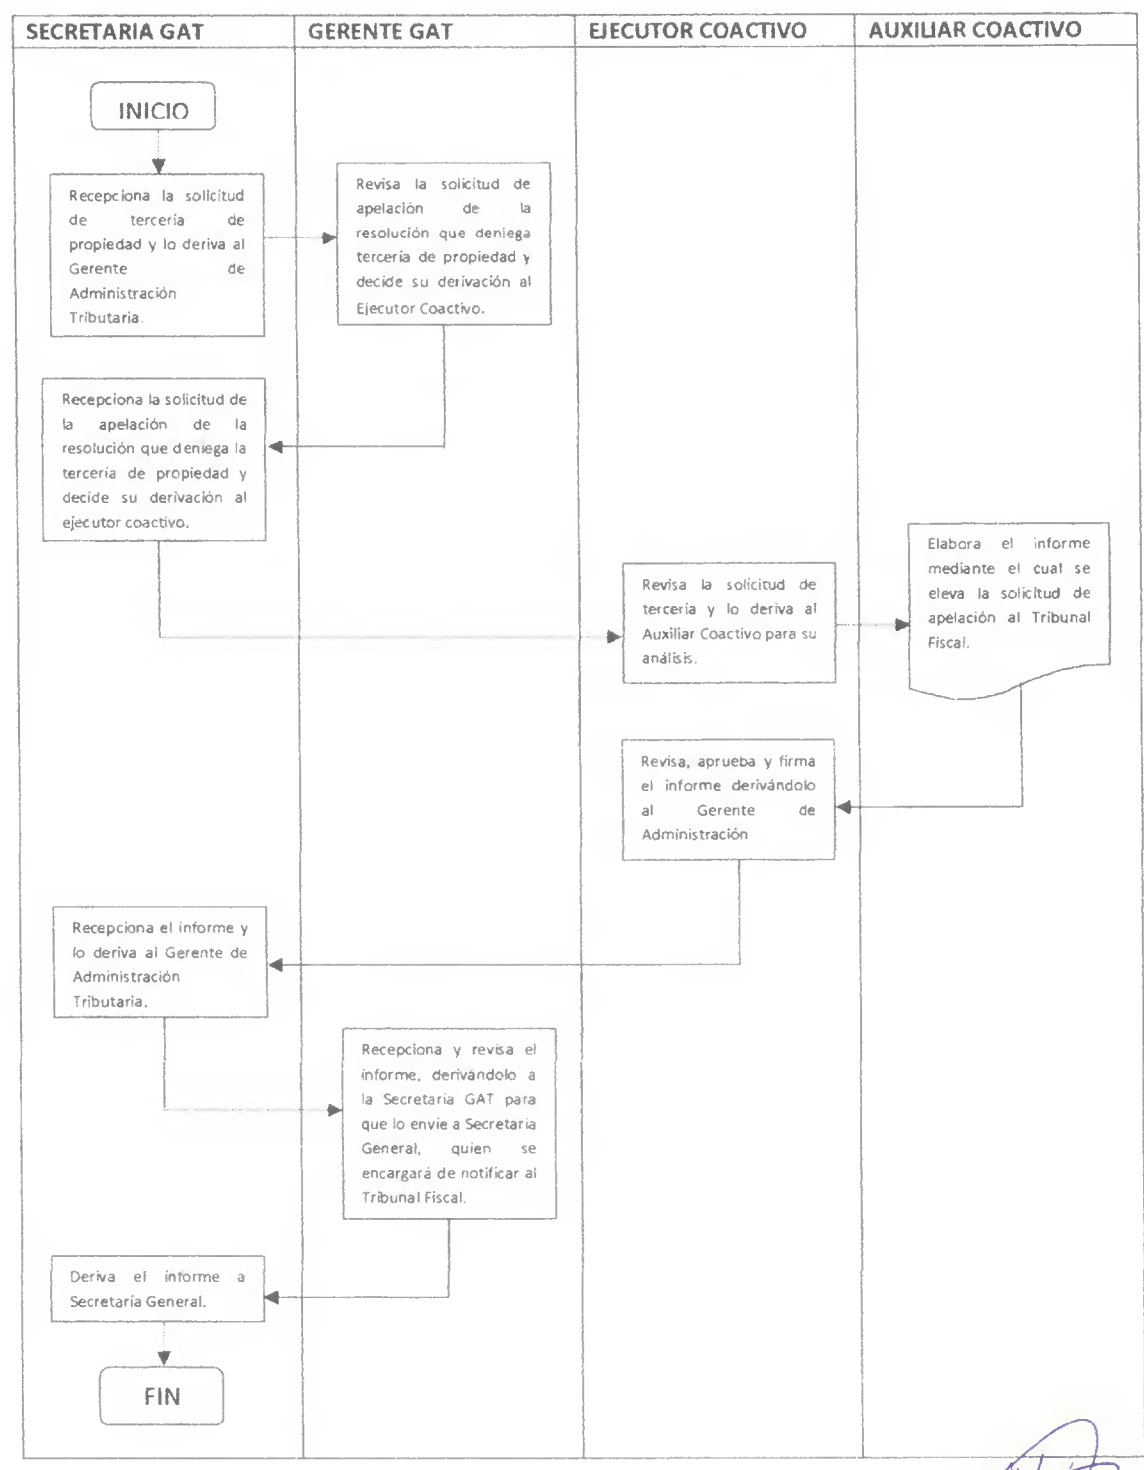 SECRETARIA GAT
GERENTE GAT
EJECUTOR COACTIVO
AUXILIAR COACTIVO
INICIO
Recepciona la solicitud
de tercería de
propiedad y lo deriva al
Gerente de
Administración
Tributaria.
Revisa la solicitud de
apelación de la
resolución que deniega
tercería de propiedad y
decide su derivación al
Ejecutor Coactivo.
Recepciona la solicitud de
la apelación de la
resolución que deniega la
tercería de propiedad y
decide su derivación al
ejecutor coactivo.
Revisa la solicitud de
tercería y lo deriva al
Auxiliar Coactivo para su
análisis.
Elabora el informe
mediante el cual se
eleva la solicitud de
apelación al Tribunal
Fiscal.
Revisa, aprueba y firma
el informe derivándolo
al Gerente de
Administración
Recepciona el informe y
lo deriva al Gerente de
Administración
Tributaria.
Recepciona y revisa el
informe, derivándolo a
la Secretaria GAT para
que lo envíe a Secretaría
General, quien se
encargará de notificar al
Tribunal Fiscal.
Deriva el informe a
Secretaría General.
FIN